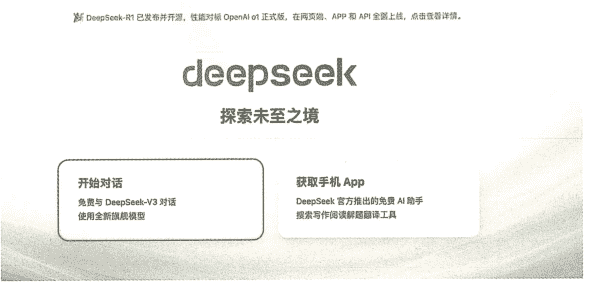 DeepSeek-R1 已发布并开源，性能对标 OpenAI o1 正式版，在网页端、APP 和 API 全面上线，点击查看详情。
deepseek
探索未至之境
开始对话
免费与 DeepSeek-V3 对话
使用全新旗舰模型
获取手机 App
DeepSeek 官方推出的免费 AI 助手
搜索写作阅读解题翻译工具